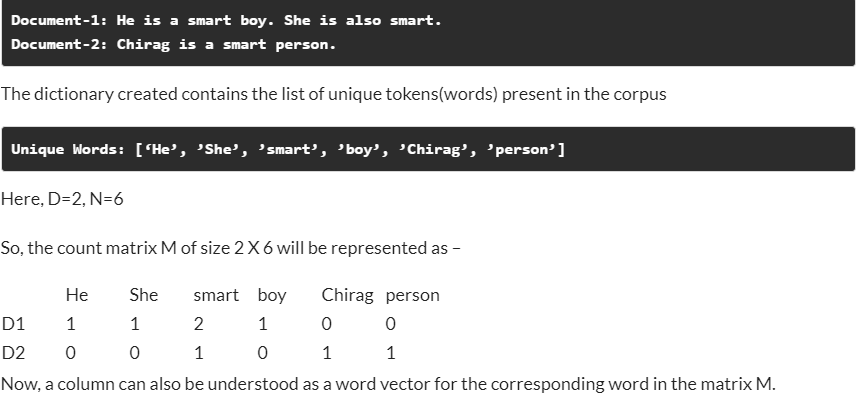 Document-1: He is a smart boy. She is also smart.
Document-2: Chirag is a smart person.
The dictionary created contains the list of unique tokens(words) present in the corpus
Unique Words: [‘He’, ’She’, ’smart’, ’boy’, ’Chirag’, ’person’]
Here, D=2, N=6
So, the count matrix M of size 2 X 6 will be represented as –
He She smart boy Chirag person
D1 1 1 2 1 0 0
D2 0 0 1 0 1 1
Now, a column can also be understood as a word vector for the corresponding word in the matrix M.